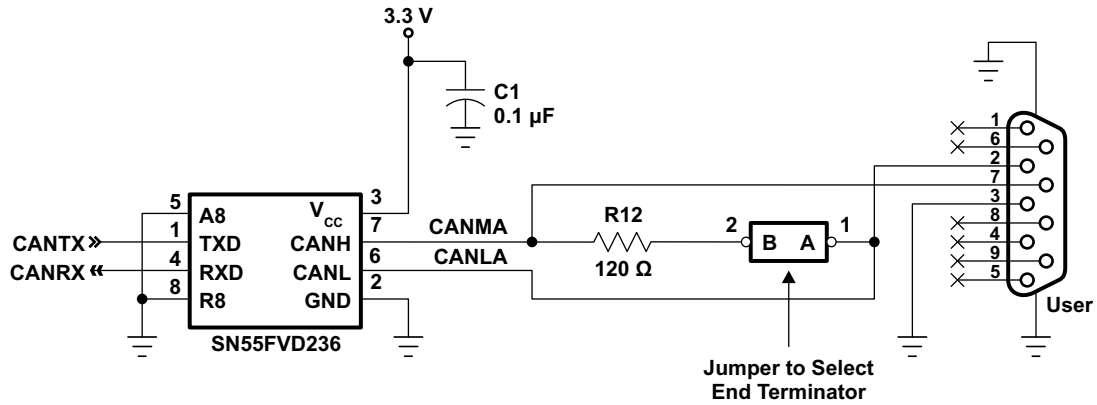 3.3 V
C1
0.1 µF
5
A8
1
TXD
4
RXD
8
R8
CANTX
CANRX
VCC
3
CANH
7
CANL
6
GND
2
SN55FVD236
CANMA
CANLA
R12
120 Ω
2
B
A
1
Jumper to Select
End Terminator
1
6
2
7
3
8
4
9
5
User